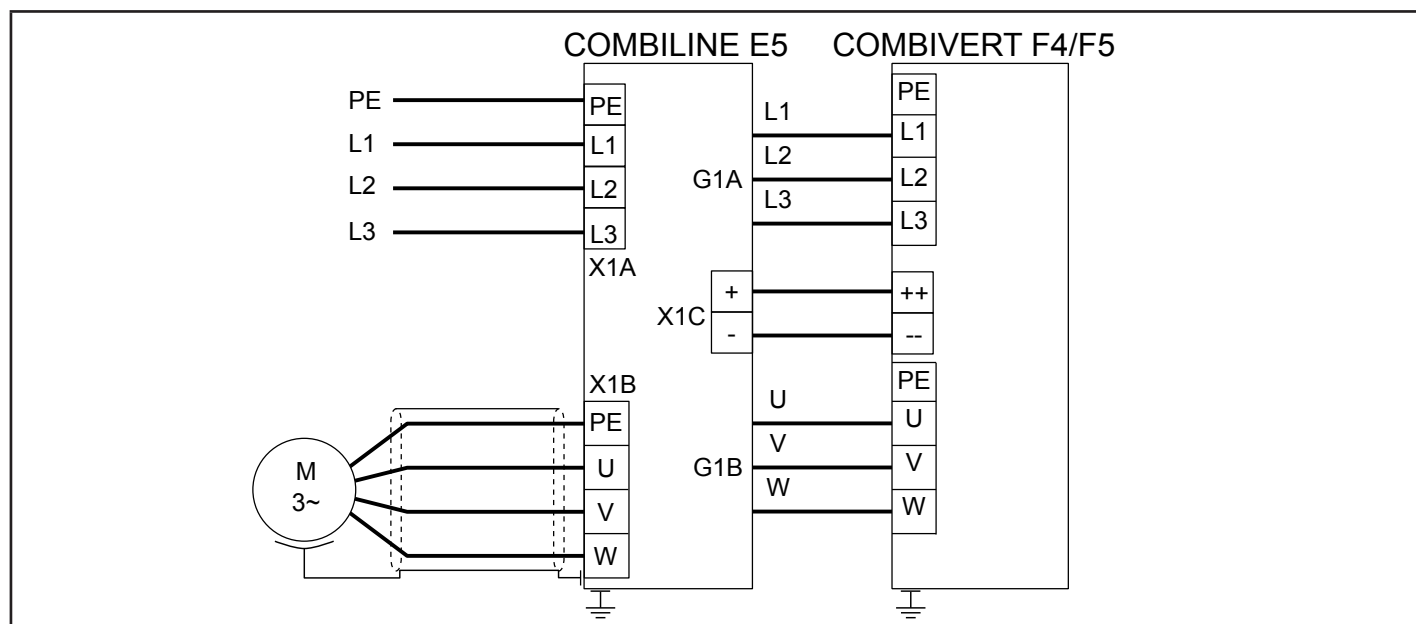 COMBILINE E5
COMBIVERT F4/F5
PE
PE
L1
L1
L2
L2
L3
L3
X1A
G1A
L1
L2
L3
PE
L1
L2
L3
X1C
+
-
++
--
X1B
PE
U
V
W
M
3~
G1B
U
V
W
PE
U
V
W